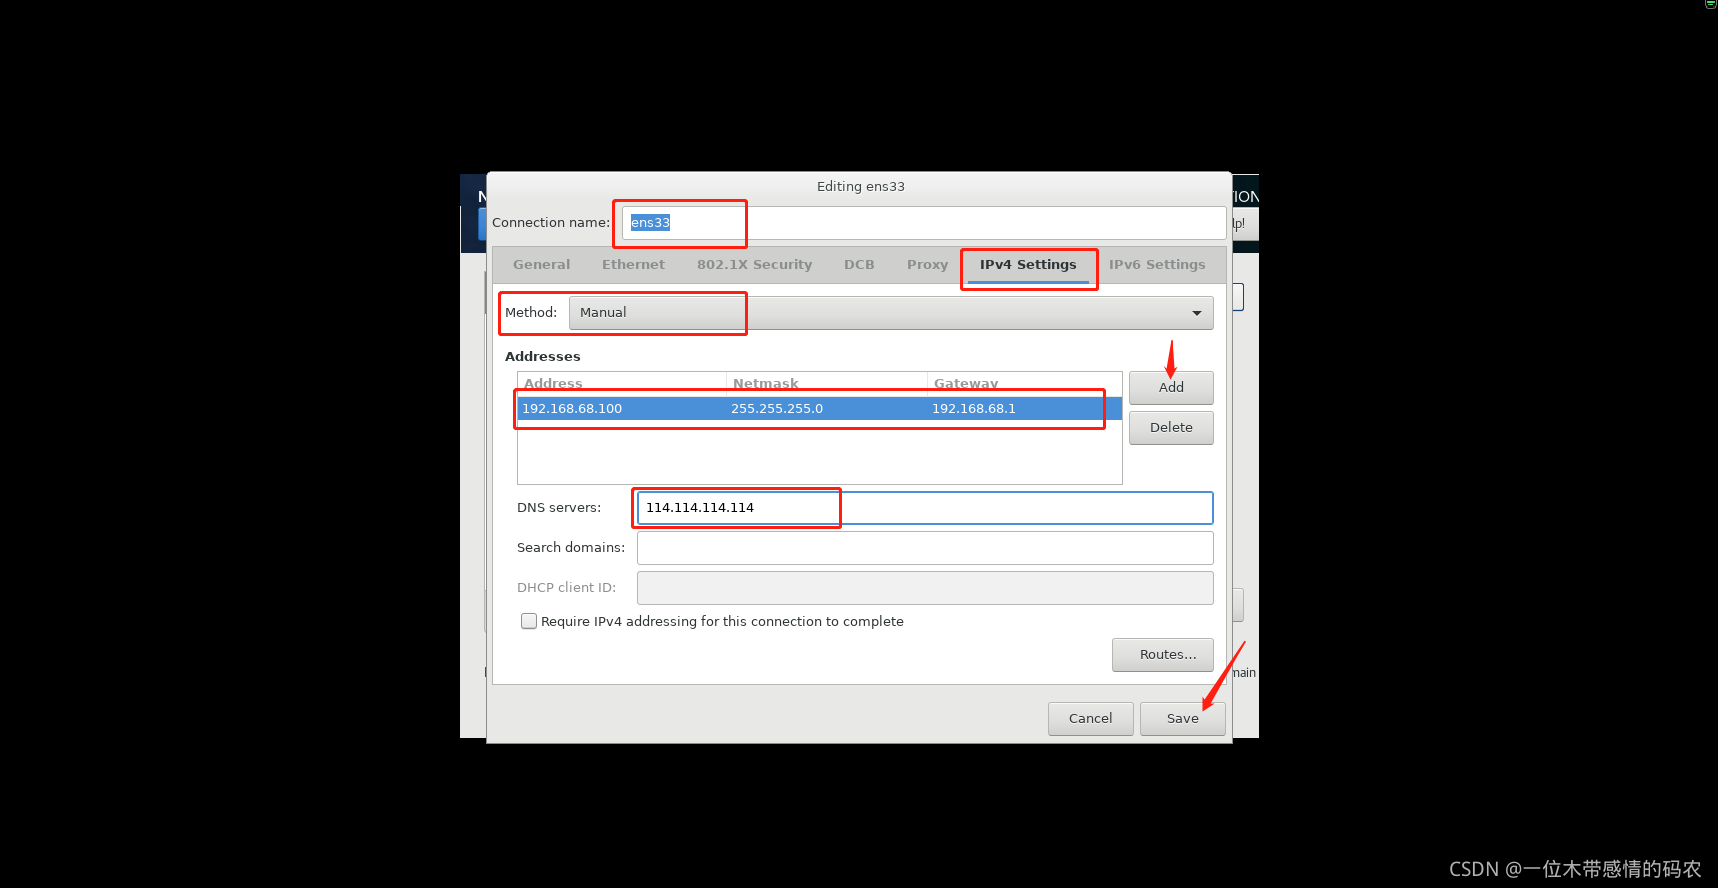 Editing ens33
Connection name: ens33
General Ethernet 802.1X Security DCB Proxy IPv4 Settings IPv6 Settings
Method: Manual
Addresses
Address Netmask Gateway
192.168.68.100 255.255.255.0 192.168.68.1
Add
Delete
DNS servers: 114.114.114.114
Search domains:
DHCP client ID:
Require IPv4 addressing for this connection to complete
Routes...
Cancel Save
CSDN @一位木带感情的码农